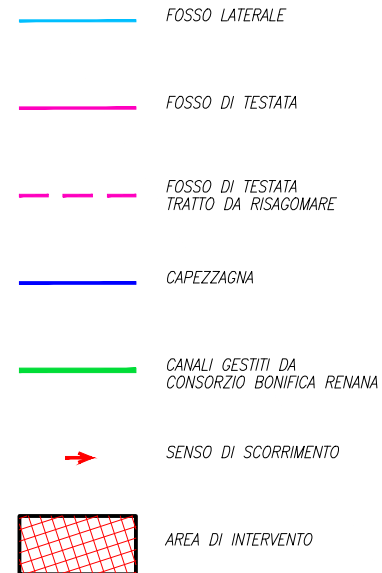 FOSSO LATERALE
FOSSO DI TESTATA
FOSSO DI TESTATA
TRATTO DA RISAGOMARE
CAPEZZAGNA
CANALI GESTITI DA
CONSORZIO BONIFICA RENANA
SENSO DI SCORRIMENTO
AREA DI INTERVENTO